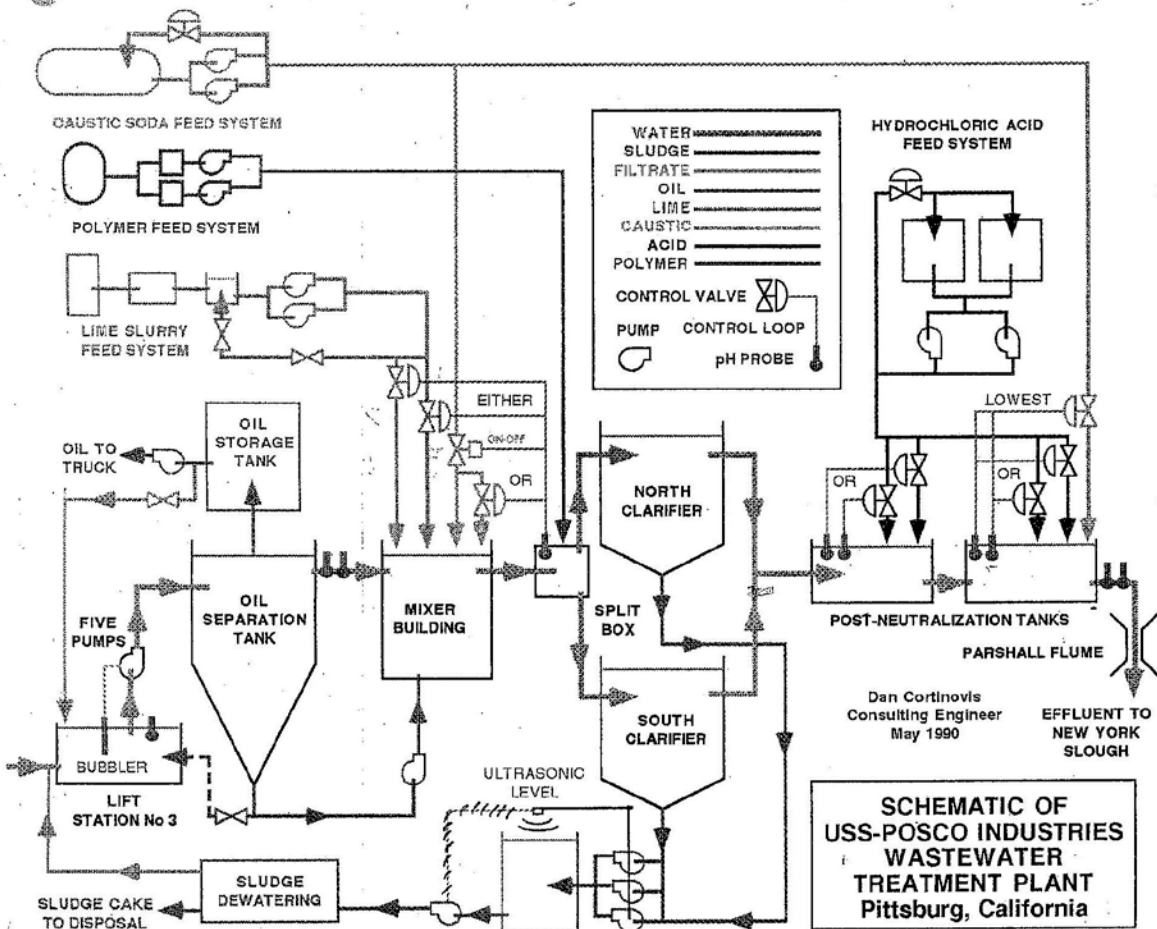 CAUSTIC SODA FEED SYSTEM
POLYMER FEED SYSTEM
LIME SLURRY
FEED SYSTEM
WATER
SLUDGE
FILTRATE
OIL
LIME
CAUSTIC
ACID
POLYMER
CONTROL VALVE
PUMP
CONTROL LOOP
pH PROBE
HYDROCHLORIC ACID
FEED SYSTEM
OIL TO
TRUCK
OIL
STORAGE
TANK
EITHER
ON-OFF
OR
LOWEST
OR
OR
FIVE
PUMPS
OIL
SEPARATION
TANK
MIXER
BUILDING
SPLIT
BOX
NORTH
CLARIFIER
SOUTH
CLARIFIER
POST-NEUTRALIZATION TANKS
PARSHALL FLUME
EFFLUENT TO
NEW YORK
SLOUGH
Dan Cortinovis
Consulting Engineer
May 1990
BUBBLER
LIFT
STATION No 3
ULTRASONIC
LEVEL
SLUDGE
DEWATERING
SLUDGE CAKE
TO DISPOSAL
SCHEMATIC OF
USS-POSCO INDUSTRIES
WASTEWATER
TREATMENT PLANT
Pittsburg, California